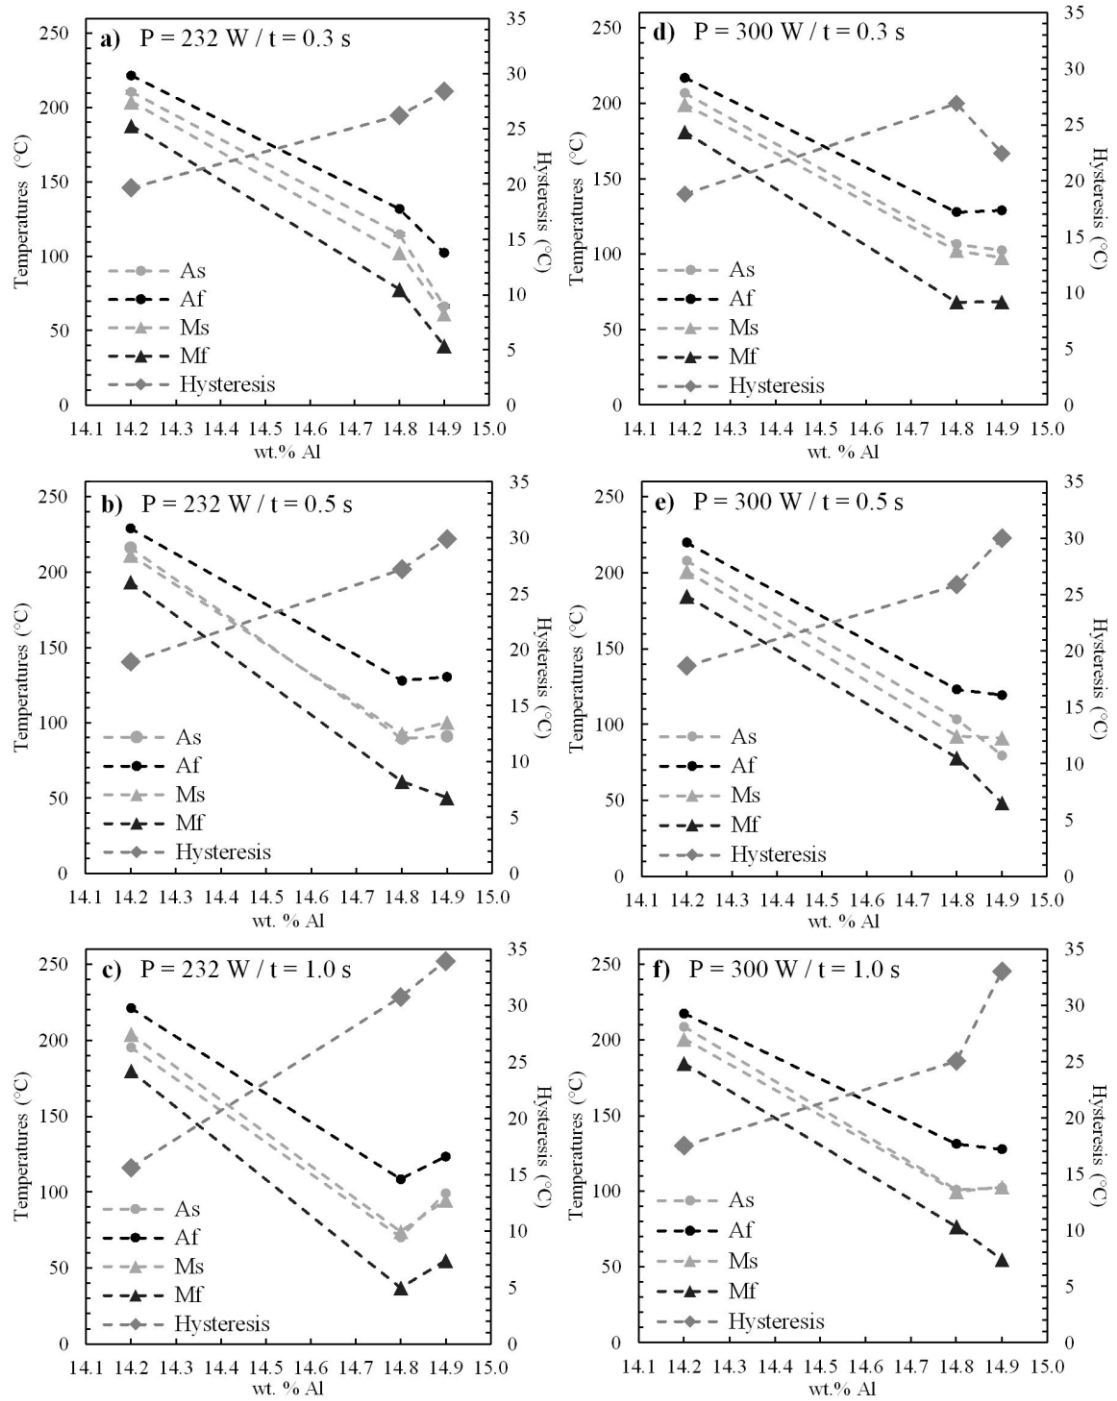 a) P = 232 W / t = 0.3 s
250
200
150
100
50
0
35
30
25
20
15
10
5
0
Temperatures (°C)
Hysteresis (°C)
As
Af
Ms
Mf
Hysteresis
14.1 14.2 14.3 14.4 14.5 14.6 14.7 14.8 14.9 15.0
wt.% Al
d) P = 300 W / t = 0.3 s
250
200
150
100
50
0
35
30
25
20
15
10
5
0
Temperatures (°C)
Hysteresis (°C)
As
Af
Ms
Mf
Hysteresis
14.1 14.2 14.3 14.4 14.5 14.6 14.7 14.8 14.9 15.0
wt.% Al
b) P = 232 W / t = 0.5 s
250
200
150
100
50
0
35
30
25
20
15
10
5
0
Temperatures (°C)
Hysteresis (°C)
As
Af
Ms
Mf
Hysteresis
14.1 14.2 14.3 14.4 14.5 14.6 14.7 14.8 14.9 15.0
wt. % Al
e) P = 300 W / t = 0.5 s
250
200
150
100
50
0
35
30
25
20
15
10
5
0
Temperatures (°C)
Hysteresis (°C)
As
Af
Ms
Mf
Hysteresis
14.1 14.2 14.3 14.4 14.5 14.6 14.7 14.8 14.9 15.0
wt. % Al
c) P = 232 W / t = 1.0 s
250
200
150
100
50
0
35
30
25
20
15
10
5
0
Temperatures (°C)
Hysteresis (°C)
As
Af
Ms
Mf
Hysteresis
14.1 14.2 14.3 14.4 14.5 14.6 14.7 14.8 14.9 15.0
wt. % Al
f) P = 300 W / t = 1.0 s
250
200
150
100
50
0
35
30
25
20
15
10
5
0
Temperatures (°C)
Hysteresis (°C)
As
Af
Ms
Mf
Hysteresis
14.1 14.2 14.3 14.4 14.5 14.6 14.7 14.8 14.9 15.0
wt. % Al